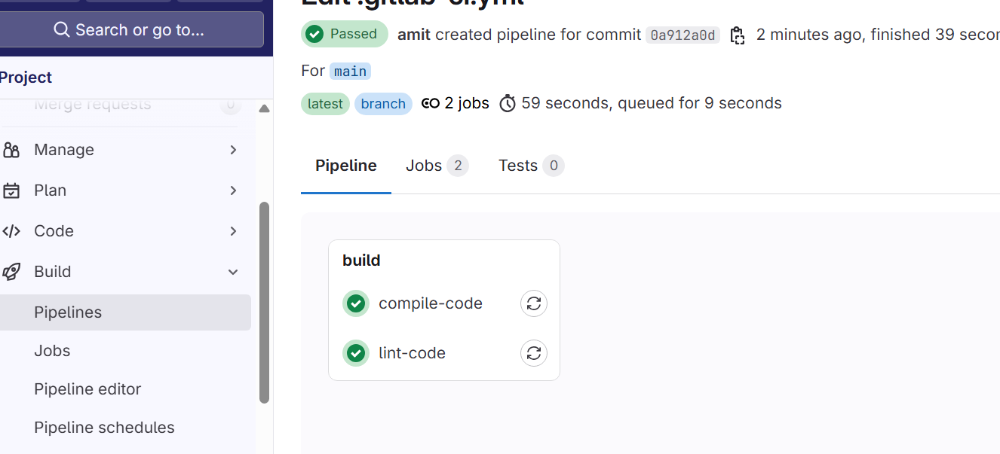 Search or go to...
Project
Merge requests 0
Manage
Plan
Code
Build
Pipelines
Jobs
Pipeline editor
Pipeline schedules
Edit .gitlab-ci.yml
Passed amit created pipeline for commit 0a912a0d 2 minutes ago, finished 39
For main
latest branch 2 jobs 59 seconds, queued for 9 seconds
Pipeline Jobs 2 Tests 0
build
compile-code
lint-code